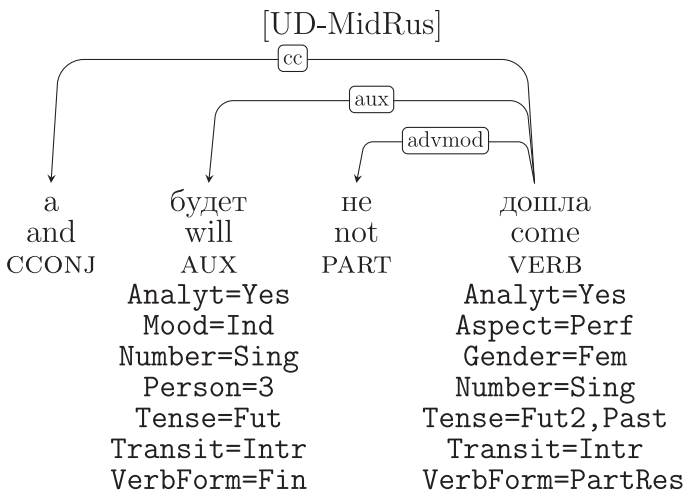 [UD-MidRus]
cc
aux
advmod
а будет не дошла
and will not come
CCONJ AUX PART VERB
Analyt=Yes Analyt=Yes
Mood=Ind Aspect=Perf
Number=Sing Gender=Fem
Person=3 Number=Sing
Tense=Fut Tense=Fut2,Past
Transit=Intr Transit=Intr
VerbForm=Fin VerbForm=PartRes